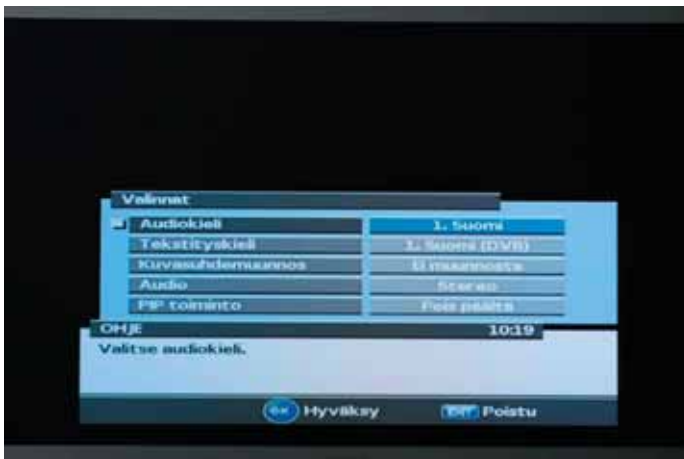 Valinnat
Audiokieli 1. Suomi
Tekstityskieli 1. Suomi (DVB)
Kuvasuhdemuunnos Ei muunnosta
Audio Stereo
PIP toiminto Pois päältä
OHJE 10:19
Valitse audiokieli.
OK Hyväksy EXIT Poistu